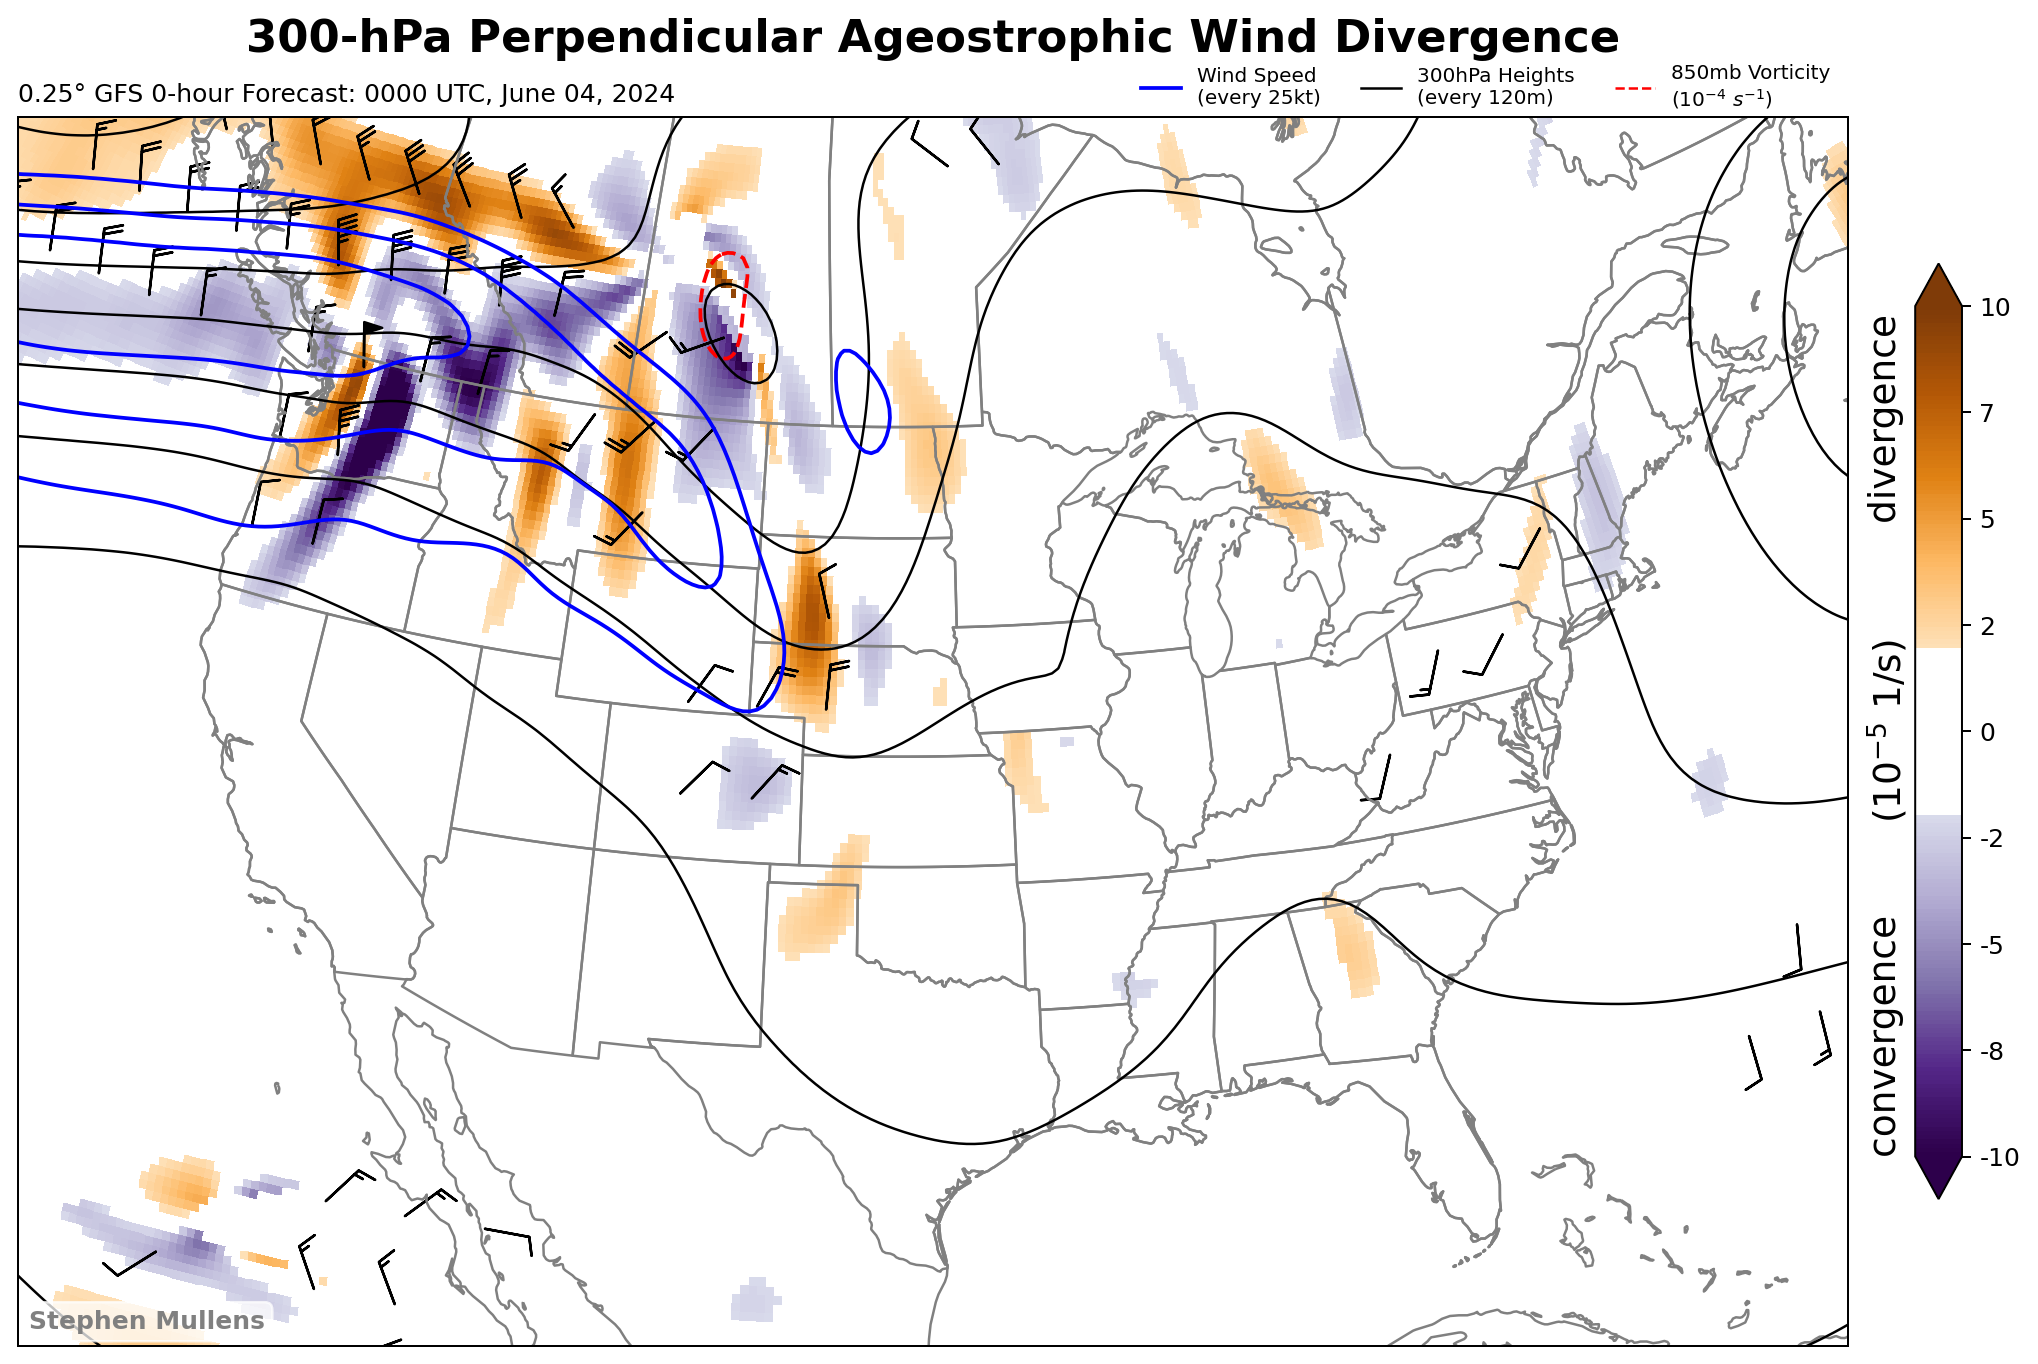 300-hPa Perpendicular Ageostrophic Wind Divergence
0.25° GFS 0-hour Forecast: 0000 UTC, June 04, 2024
Wind Speed
(every 25kt)
300hPa Heights
(every 120m)
850mb Vorticity
(10⁻⁴ s⁻¹)
10
7
5
2
0
-2
-5
-8
-10
convergence (10⁻⁵ 1/s) divergence
Stephen Mullens